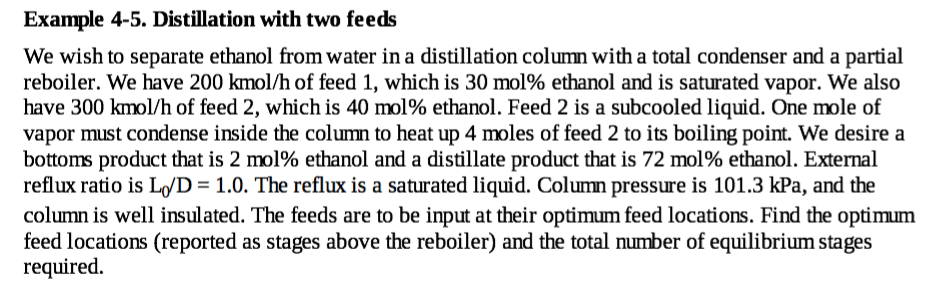 Example 4-5. Distillation with two feeds
We wish to separate ethanol from water in a distillation column with a total condenser and a partial
reboiler. We have 200 kmol/h of feed 1, which is 30 mol% ethanol and is saturated vapor. We also
have 300 kmol/h of feed 2, which is 40 mol% ethanol. Feed 2 is a subcooled liquid. One mole of
vapor must condense inside the column to heat up 4 moles of feed 2 to its boiling point. We desire a
bottoms product that is 2 mol% ethanol and a distillate product that is 72 mol% ethanol. External
reflux ratio is L₀/D = 1.0. The reflux is a saturated liquid. Column pressure is 101.3 kPa, and the
column is well insulated. The feeds are to be input at their optimum feed locations. Find the optimum
feed locations (reported as stages above the reboiler) and the total number of equilibrium stages
required.